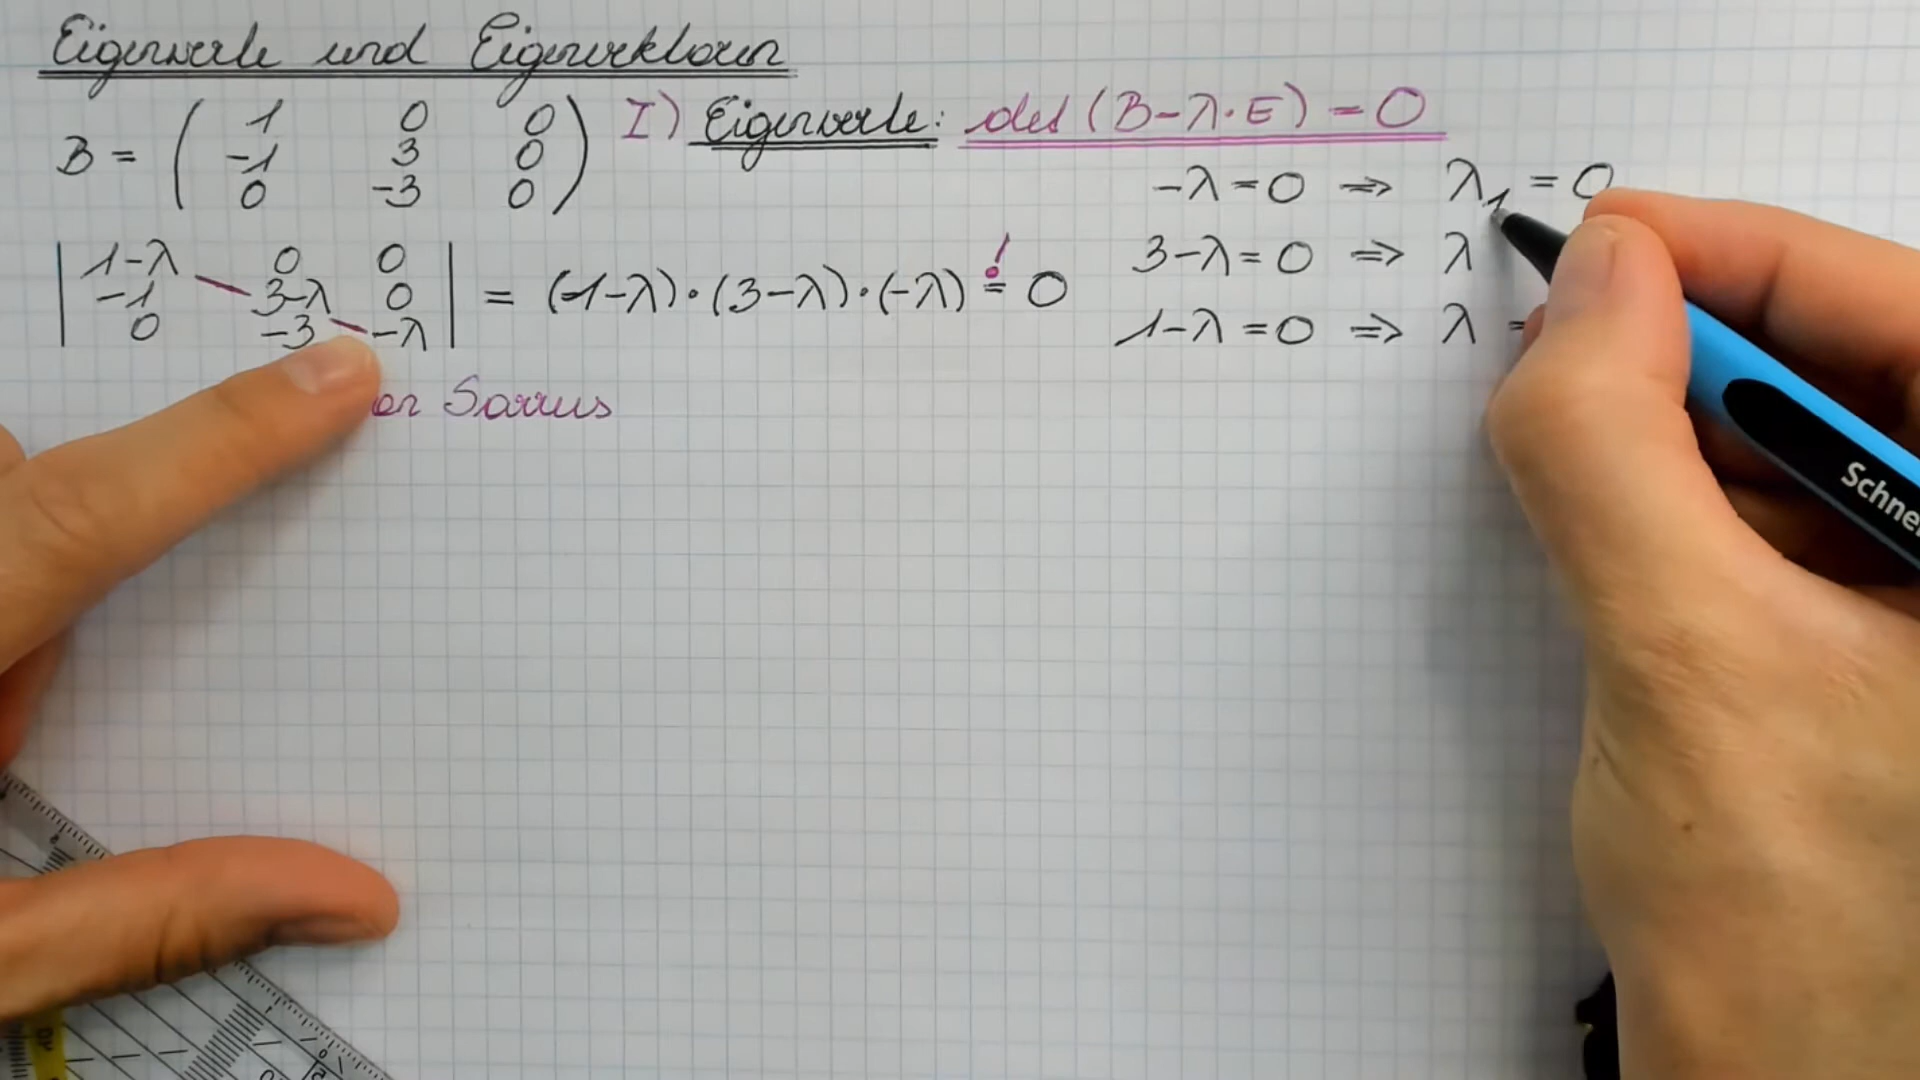 Eigenwerte und Eigenvektoren
B = ( 1 0 0
-1 3 0
0 -3 0 )
I) Eigenwerte: det (B-λ·E) = 0
| 1-λ 0 0
-1 3-λ 0
0 -3 -λ | = (1-λ)·(3-λ)·(-λ) != 0
-λ = 0 => λ1 = 0
3-λ = 0 => λ
1-λ = 0 => λ =
Sarrus
Schne